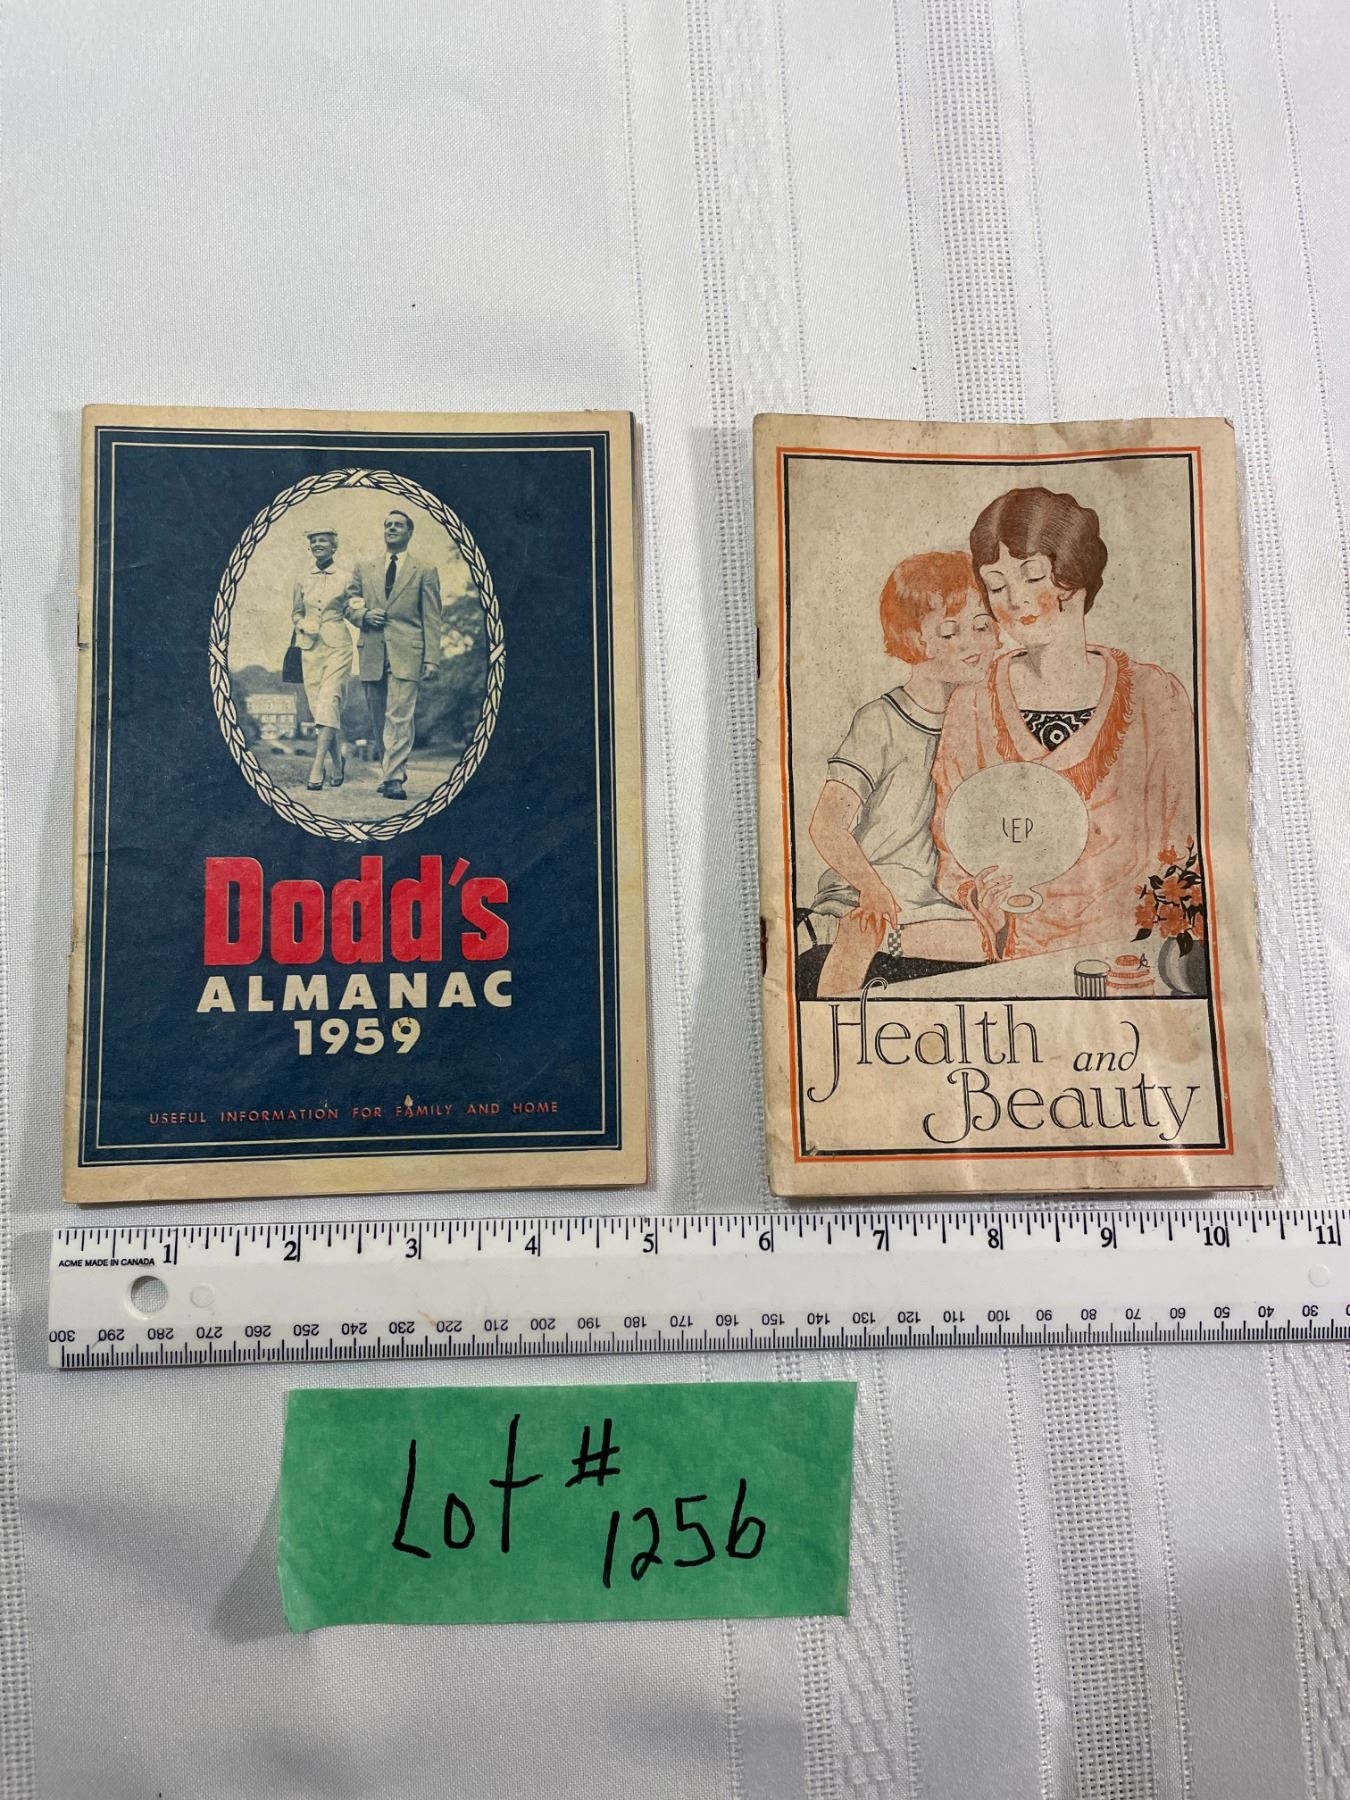 Dodd's
ALMANAC
1959
USEFUL INFORMATION FOR FAMILY AND HOME
LEP
Health and
Beauty
1 2 3 4 5 6 7 8 9 10 11
ACME MADE IN CANADA
300 290 280 270 260 250 240 230 220 210 200 190 180 170 160 150 140 130 120 110 100 90 80 70 60 50 40 30
Lot #
1256